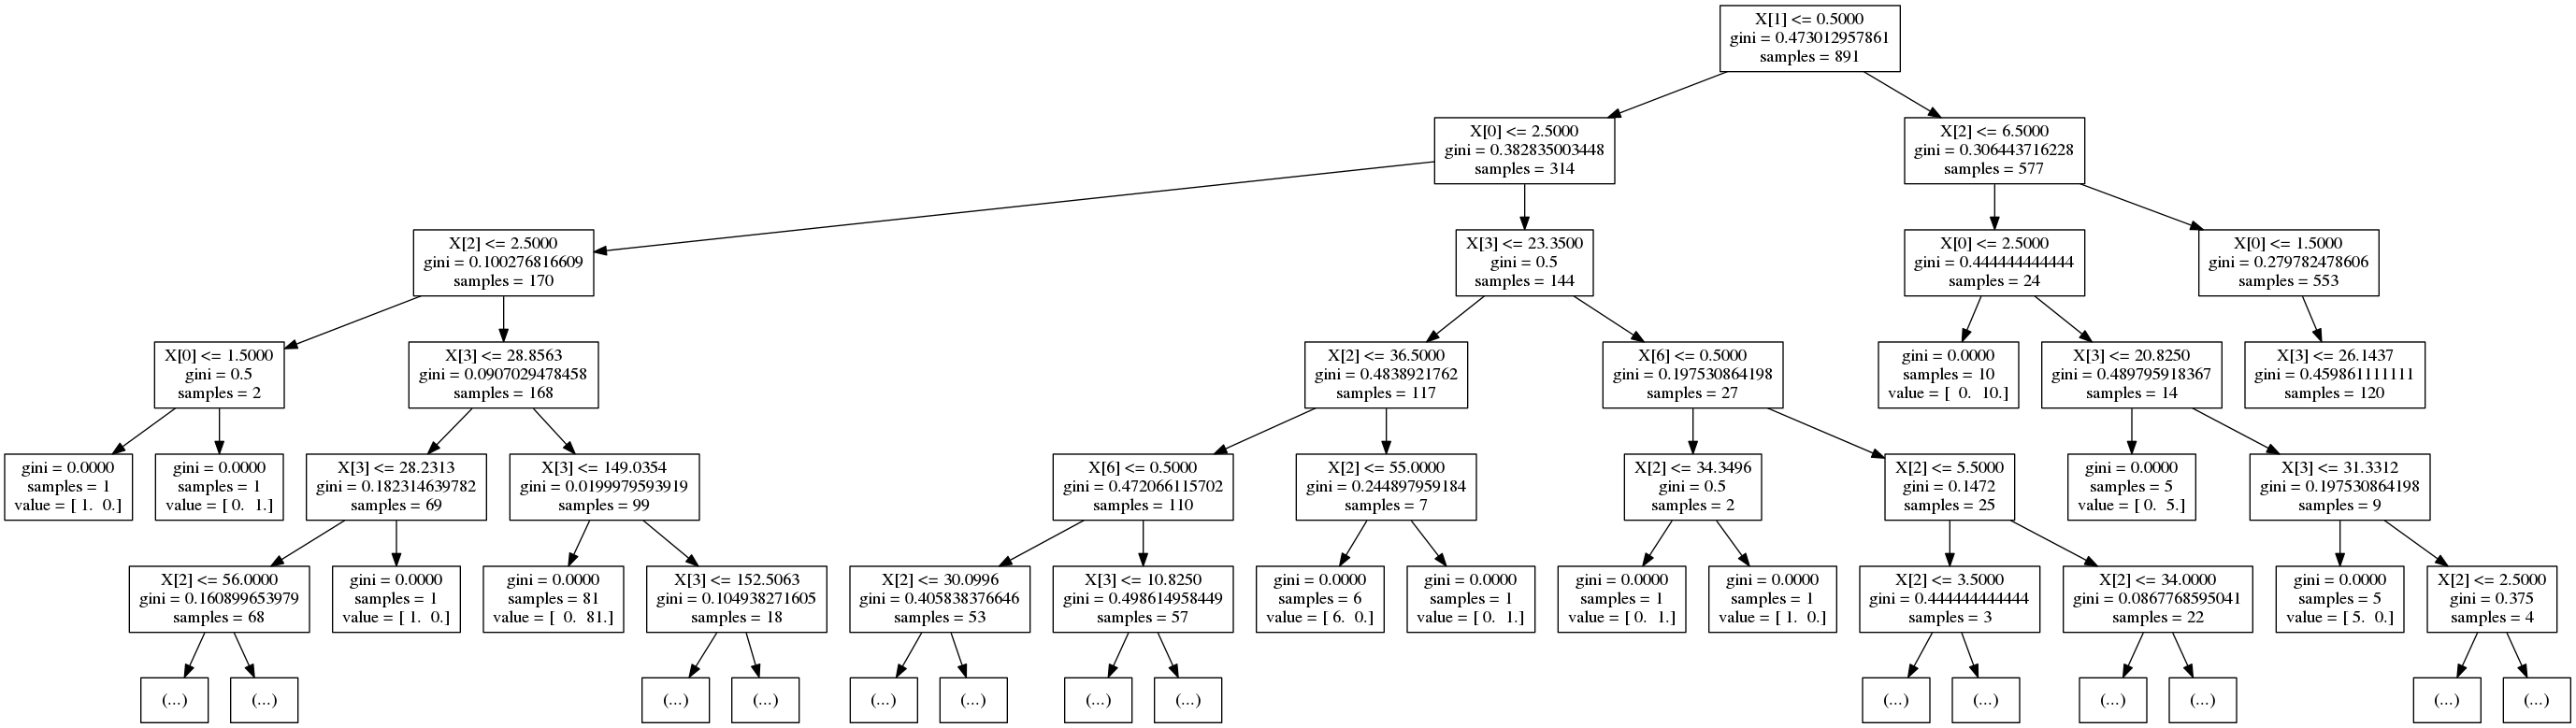 X[1] <= 0.5000
gini = 0.473012957861
samples = 891
X[0] <= 2.5000
gini = 0.382835003448
samples = 314
X[2] <= 6.5000
gini = 0.306443716228
samples = 577
X[2] <= 2.5000
gini = 0.100276816609
samples = 170
X[3] <= 23.3500
gini = 0.5
samples = 144
X[0] <= 2.5000
gini = 0.444444444444
samples = 24
X[0] <= 1.5000
gini = 0.279782478606
samples = 553
X[0] <= 1.5000
gini = 0.5
samples = 2
X[3] <= 28.8563
gini = 0.0907029478458
samples = 168
X[2] <= 36.5000
gini = 0.4838921762
samples = 117
X[6] <= 0.5000
gini = 0.197530864198
samples = 27
gini = 0.0000
samples = 10
value = [  0.  10.]
X[3] <= 20.8250
gini = 0.489795918367
samples = 14
X[3] <= 26.1437
gini = 0.459861111111
samples = 120
gini = 0.0000
samples = 1
value = [ 1.  0.]
gini = 0.0000
samples = 1
value = [ 0.  1.]
X[3] <= 28.2313
gini = 0.182314639782
samples = 69
X[3] <= 149.0354
gini = 0.0199979593919
samples = 99
X[6] <= 0.5000
gini = 0.472066115702
samples = 110
X[2] <= 55.0000
gini = 0.244897959184
samples = 7
X[2] <= 34.3496
gini = 0.5
samples = 2
X[2] <= 5.5000
gini = 0.1472
samples = 25
gini = 0.0000
samples = 5
value = [ 0.  5.]
X[3] <= 31.3312
gini = 0.197530864198
samples = 9
X[2] <= 56.0000
gini = 0.160899653979
samples = 68
gini = 0.0000
samples = 1
value = [ 1.  0.]
gini = 0.0000
samples = 81
value = [  0.  81.]
X[3] <= 152.5063
gini = 0.104938271605
samples = 18
X[2] <= 30.0996
gini = 0.405838376646
samples = 53
X[3] <= 10.8250
gini = 0.498614958449
samples = 57
gini = 0.0000
samples = 6
value = [ 6.  0.]
gini = 0.0000
samples = 1
value = [ 0.  1.]
gini = 0.0000
samples = 1
value = [ 0.  1.]
gini = 0.0000
samples = 1
value = [ 1.  0.]
X[2] <= 3.5000
gini = 0.444444444444
samples = 3
X[2] <= 34.0000
gini = 0.0867768595041
samples = 22
gini = 0.0000
samples = 5
value = [ 5.  0.]
X[2] <= 2.5000
gini = 0.375
samples = 4
(...)
(...)
(...)
(...)
(...)
(...)
(...)
(...)
(...)
(...)
(...)
(...)
(...)
(...)